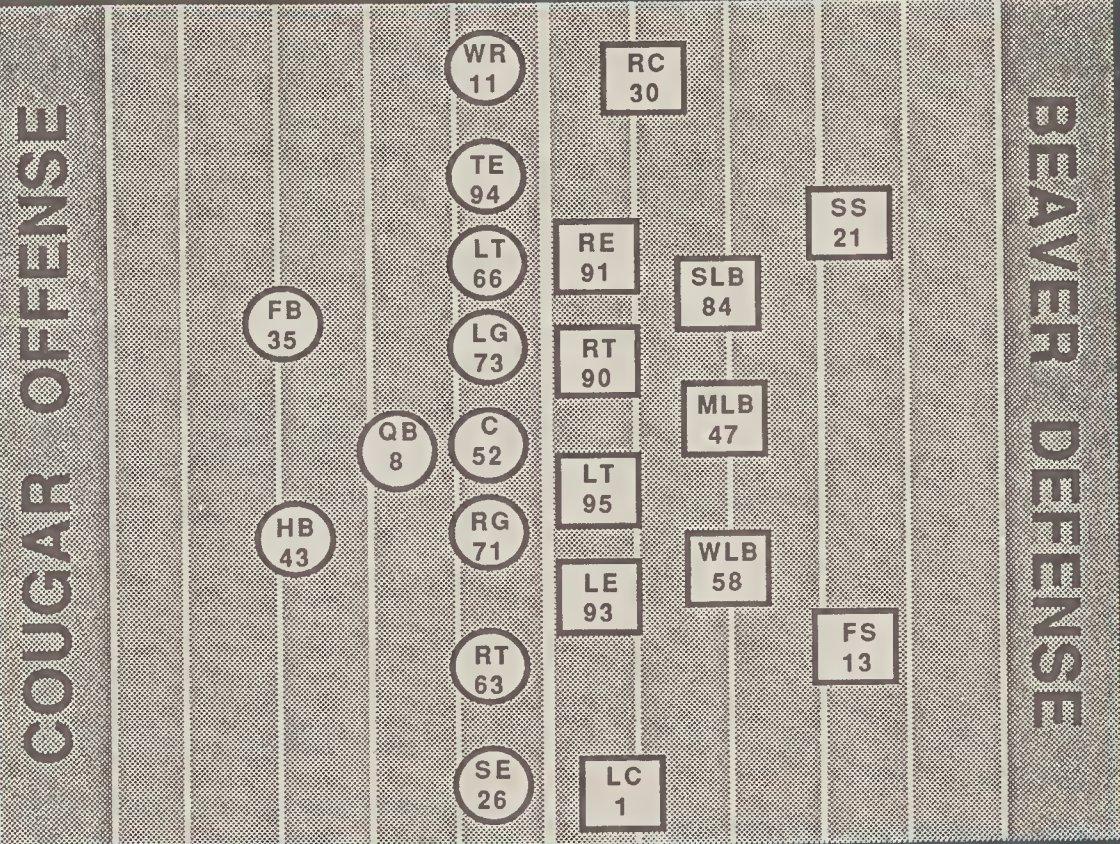 COUGAR OFFENSE
WR
11
TE
94
LT
66
LG
73
C
52
RG
71
RT
63
SE
26
QB
8
FB
35
HB
43
RC
30
RE
91
RT
90
LT
95
LE
93
LC
1
SLB
84
MLB
47
WLB
58
SS
21
FS
13
BEAVER DEFENSE